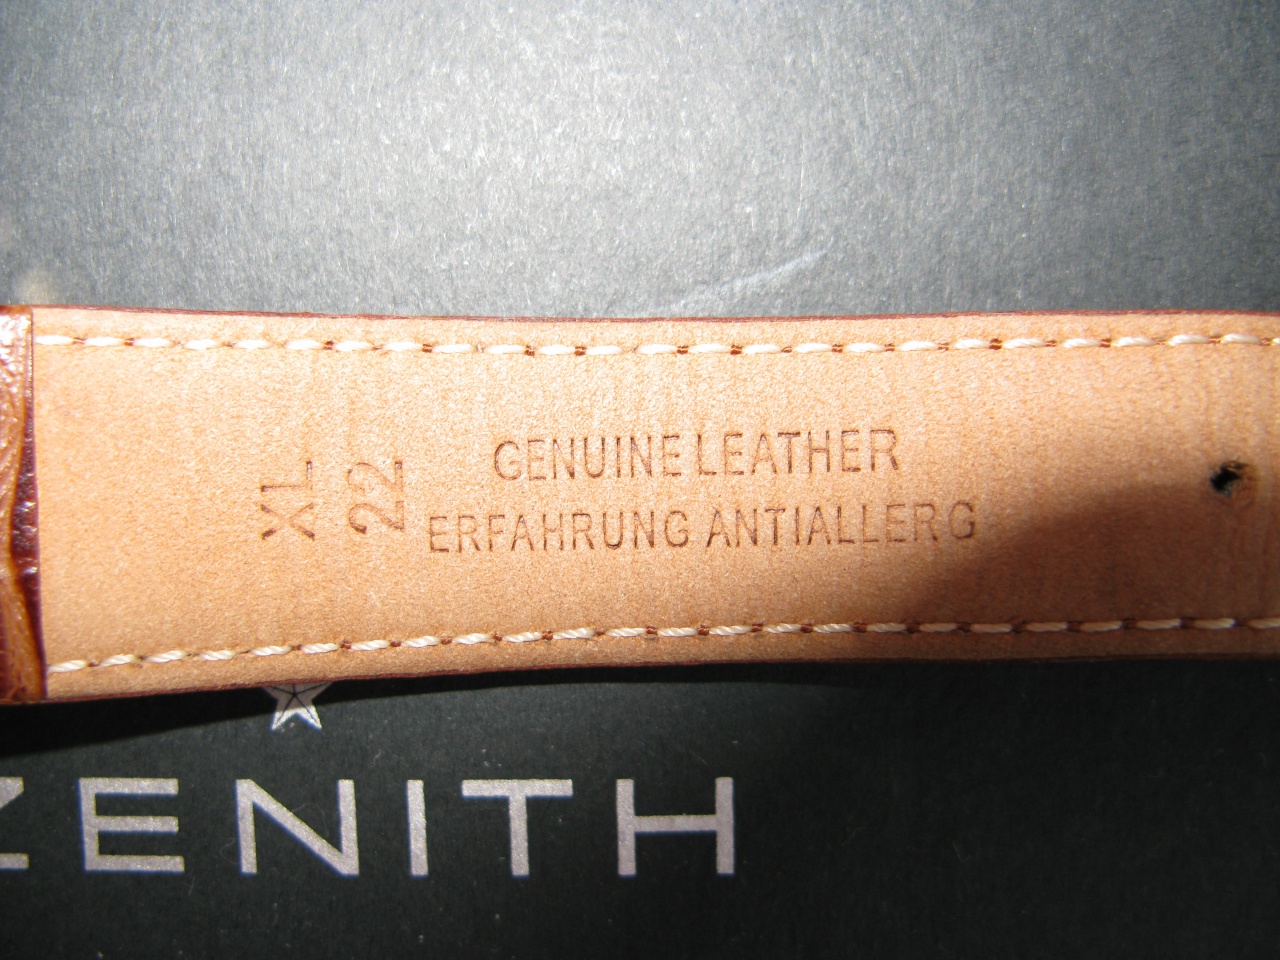 XL
22
GENUINE LEATHER
ERFAHRUNG ANTIALLERG
ZENITH